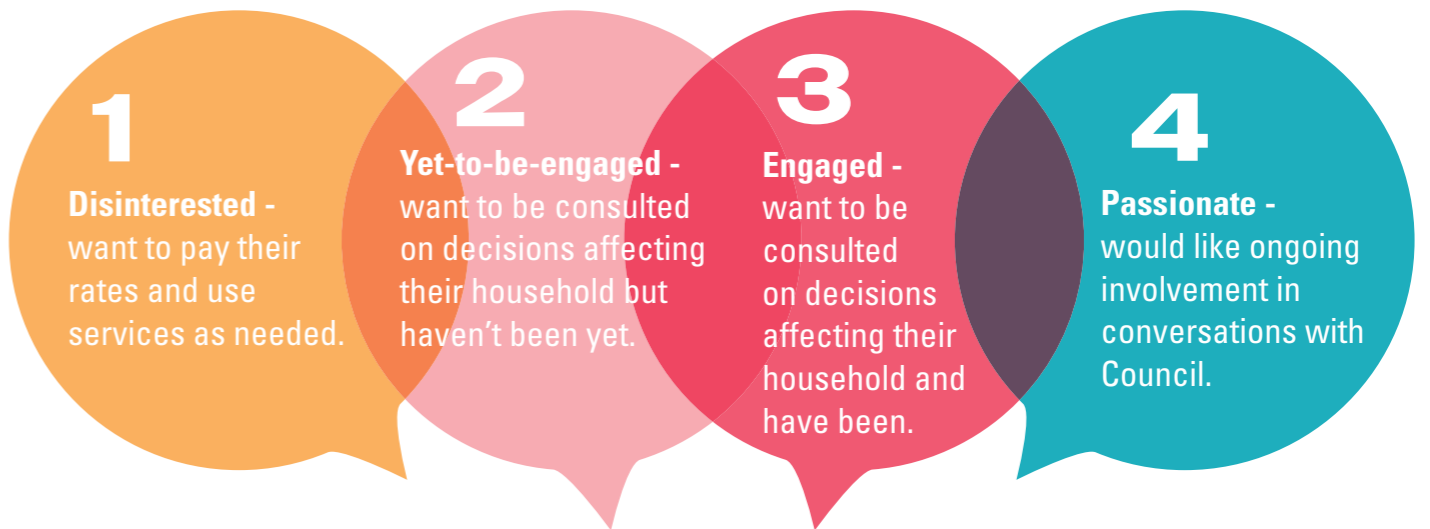 1
Disinterested -
want to pay their
rates and use
services as needed.
2
Yet-to-be-engaged -
want to be consulted
on decisions affecting
their household but
haven’t been yet.
3
Engaged -
want to be
consulted
on decisions
affecting their
household and
have been.
4
Passionate -
would like ongoing
involvement in
conversations with
Council.